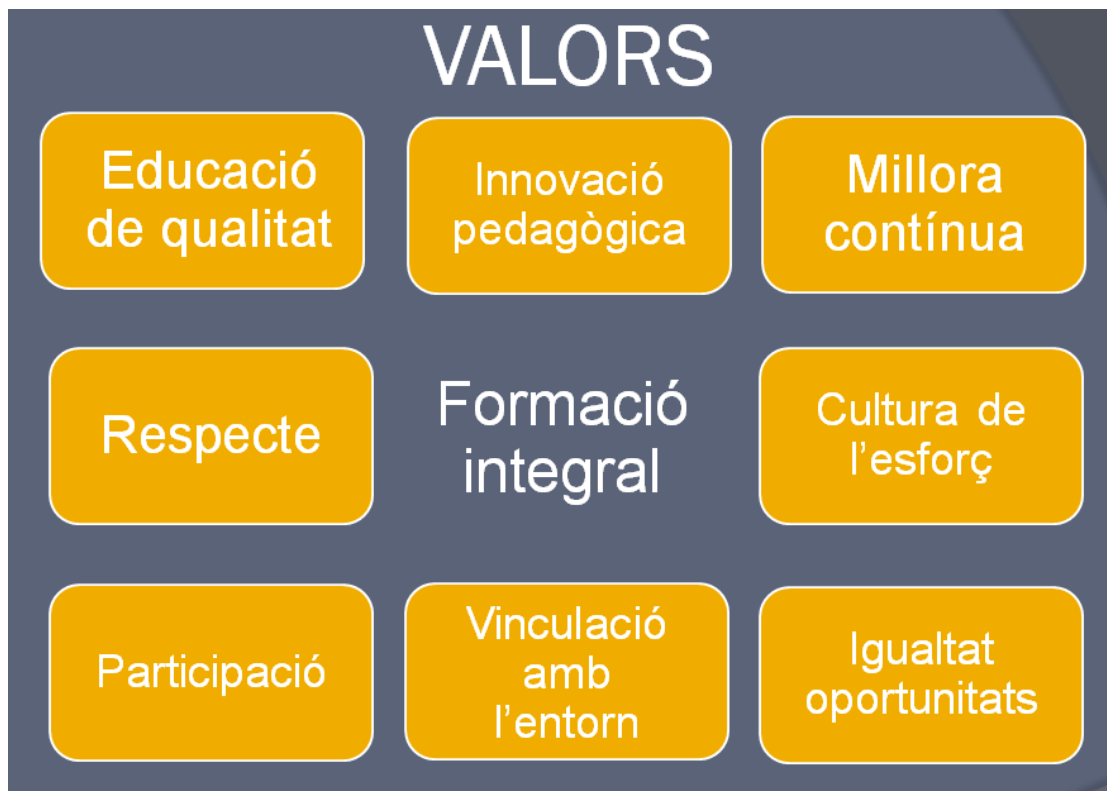 VALORS
Educació
de qualitat
Innovació
pedagògica
Millora
contínua
Respecte
Formació
integral
Cultura de
l'esforç
Participació
Vinculació
amb
l'entorn
Igualtat
oportunitats